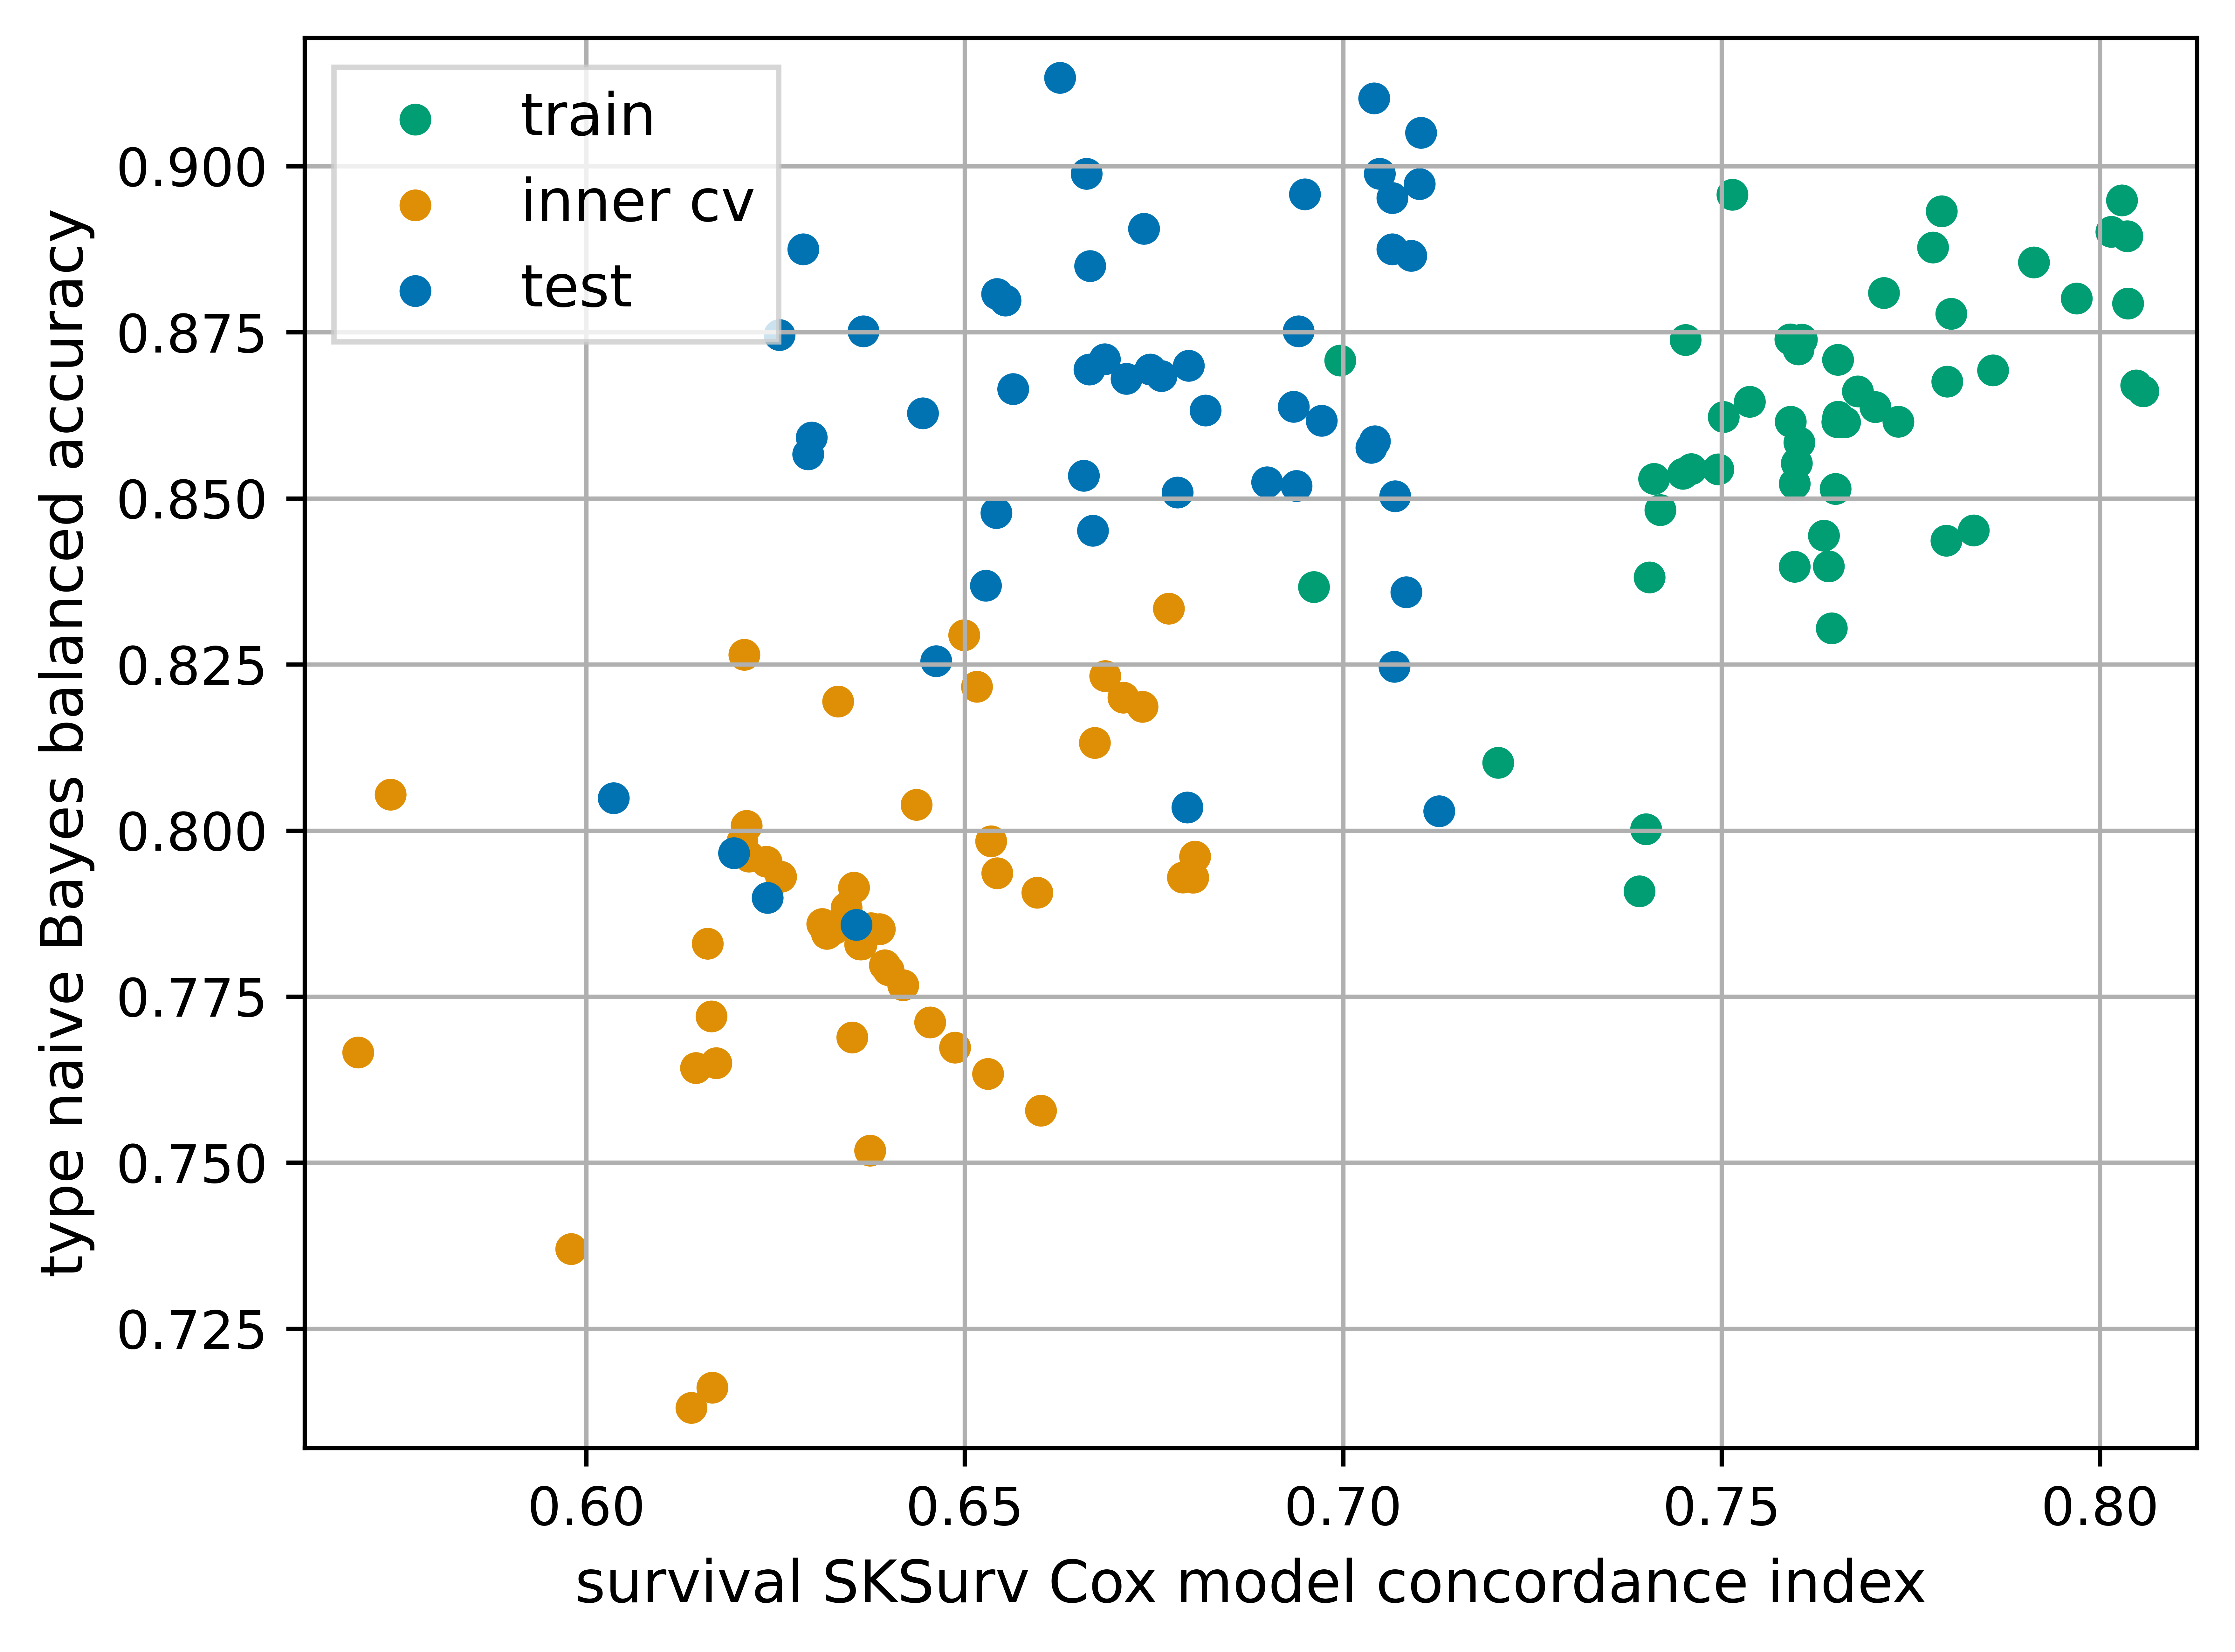 train
inner cv
test
type naive Bayes balanced accuracy
0.900
0.875
0.850
0.825
0.800
0.775
0.750
0.725
0.60
0.65
0.70
0.75
0.80
survival SKSurv Cox model concordance index